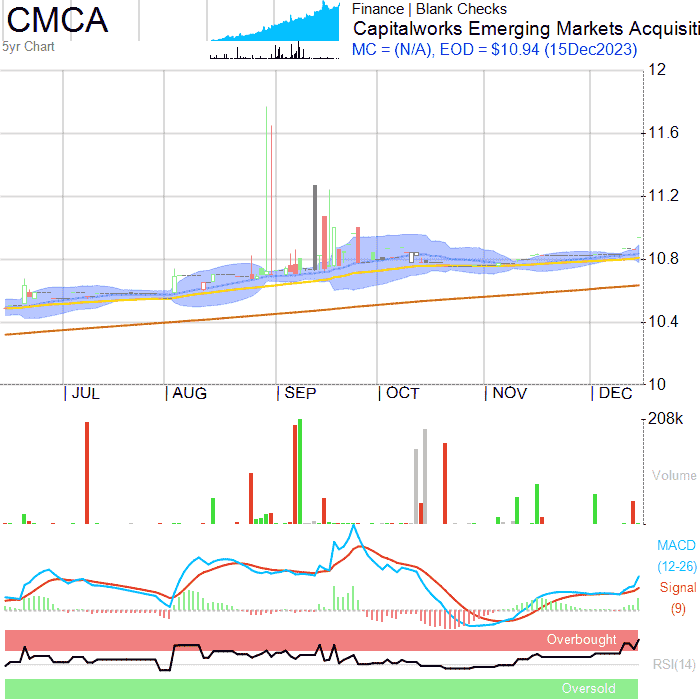 CMCA
5yr Chart
Finance | Blank Checks
Capitalworks Emerging Markets Acquisiti
MC = (N/A), EOD = $10.94 (15Dec2023)
12
11.6
11.2
10.8
10.4
10
| JUL | AUG | SEP | OCT | NOV | DEC
208k
Volume
MACD
(12-26)
Signal
(9)
Overbought
RSI(14)
Oversold